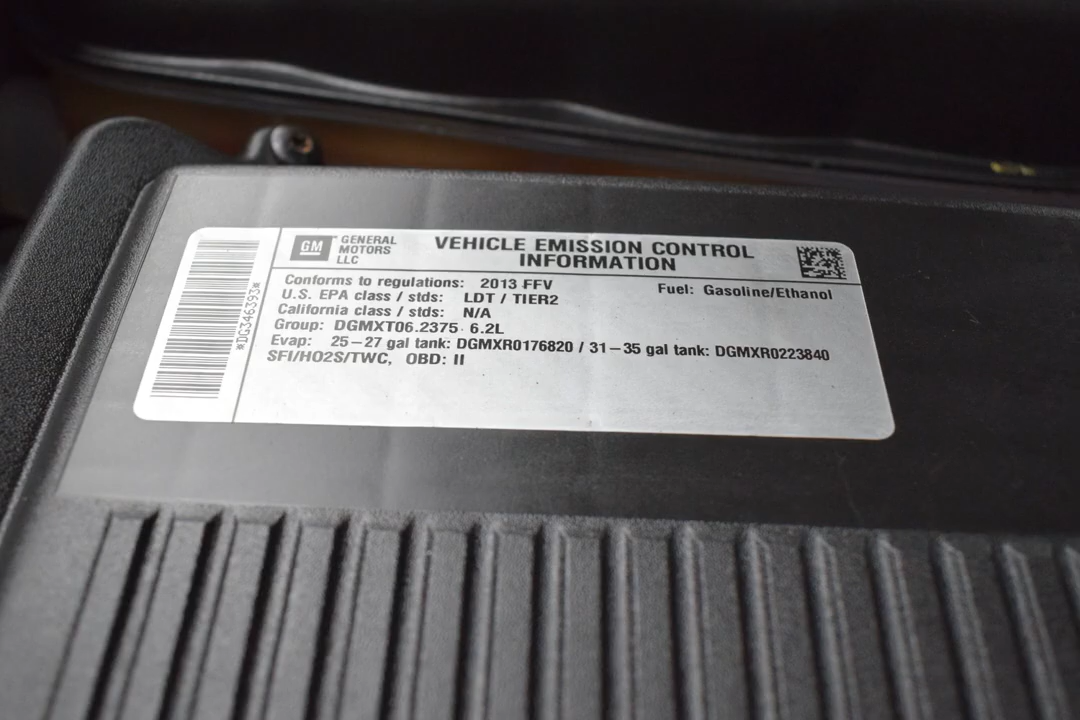 GM
GENERAL
MOTORS
LLC
VEHICLE EMISSION CONTROL
INFORMATION
Conforms to regulations: 2013 FFV
Fuel: Gasoline/Ethanol
U.S. EPA class / stds: LDT / TIER2
California class / stds: N/A
Group: DGMXT06.2375 6.2L
Evap: 25-27 gal tank: DGMXR0176820 / 31-35 gal tank: DGMXR0223840
SFI/HO2S/TWC, OBD: II
*DG346393*